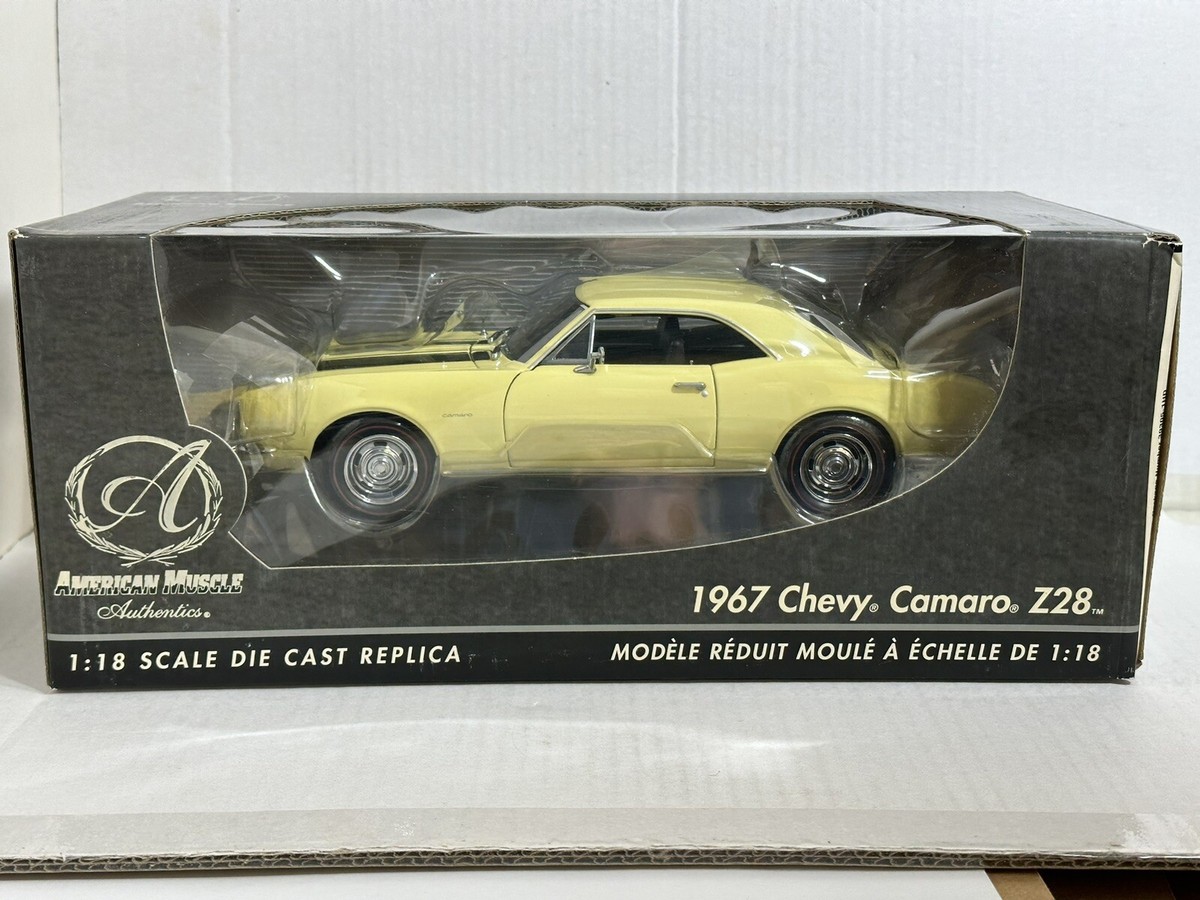 Camaro
A
AMERICAN MUSCLE
Authentics®
1967 Chevy® Camaro® Z28™
1:18 SCALE DIE CAST REPLICA
MODÈLE RÉDUIT MOULÉ À ÉCHELLE DE 1:18